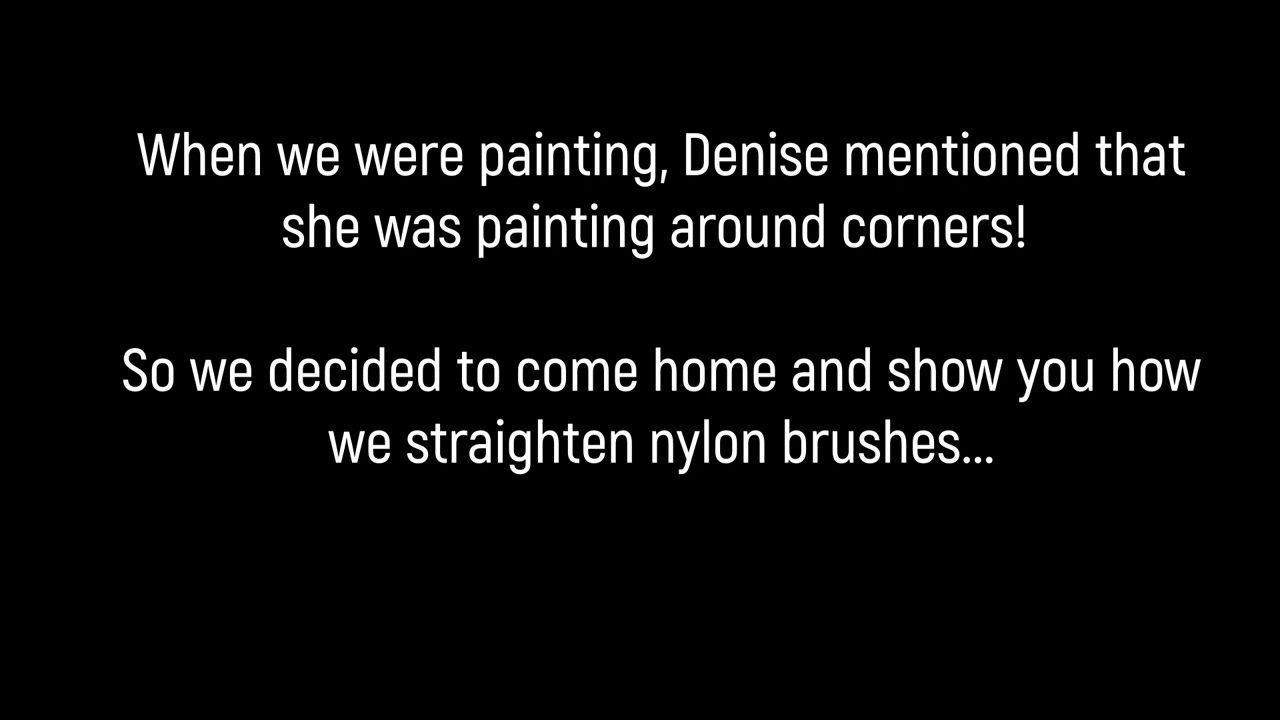 When we were painting, Denise mentioned that
she was painting around corners!
So we decided to come home and show you how
we straighten nylon brushes...